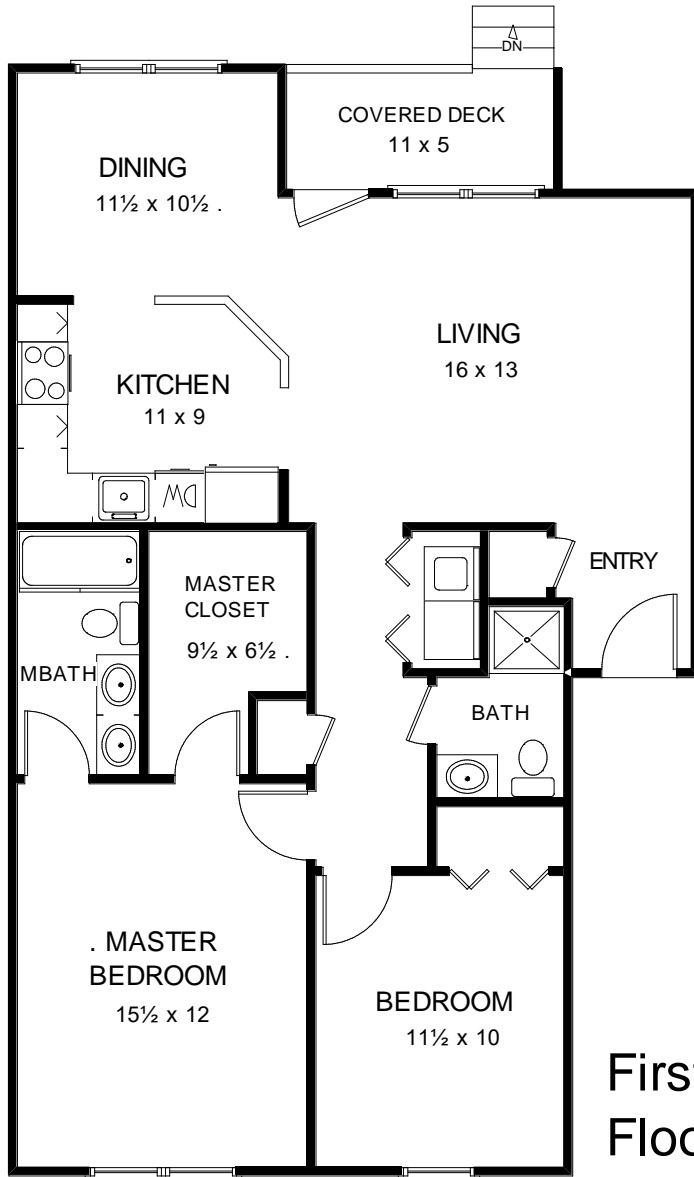 DN
COVERED DECK
11 x 5
DINING
11½ x 10½ .
LIVING
16 x 13
KITCHEN
11 x 9
DW
ENTRY
MASTER
CLOSET
9½ x 6½ .
MBATH
BATH
. MASTER
BEDROOM
15½ x 12
BEDROOM
11½ x 10
Firs
Floo